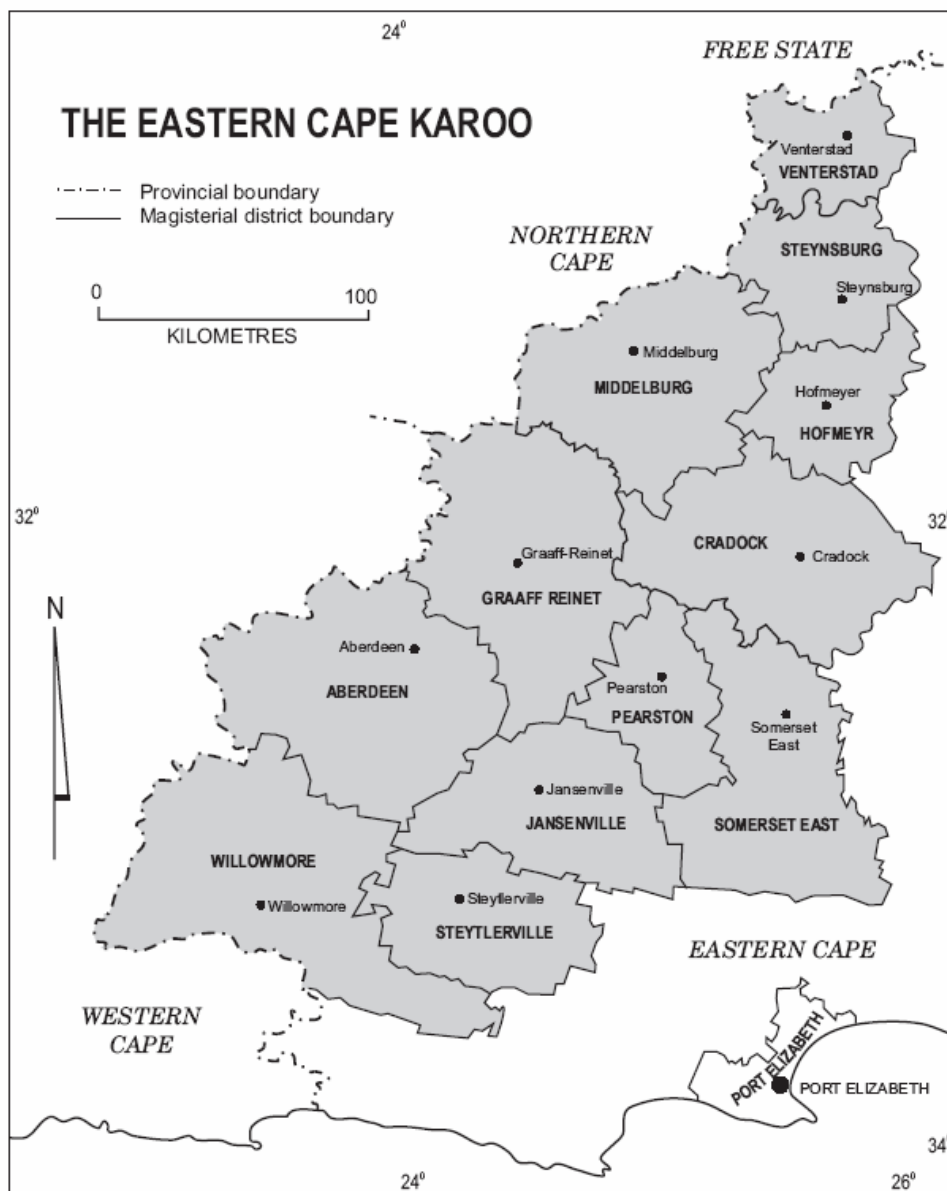 24⁰
FREE STATE
THE EASTERN CAPE KAROO
Venterstad
VENTERSTAD
Provincial boundary
Magisterial district boundary
NORTHERN
CAPE
STEYNSBURG
Steynsburg
0 100
KILOMETRES
Middelburg
MIDDELBURG
Hofmeyer
HOFMEYR
32⁰
32⁰
CRADOCK
Cradock
Graaff-Reinet
GRAAFF REINET
N
Aberdeen
ABERDEEN
Pearston
PEARSTON
Somerset
East
Jansenville
JANSENVILLE
SOMERSET EAST
WILLOWMORE
Willowmore
Steytlerville
STEYTLERVILLE
EASTERN CAPE
WESTERN
CAPE
PORT ELIZABETH
PORT ELIZABETH
34⁰
24⁰
26⁰